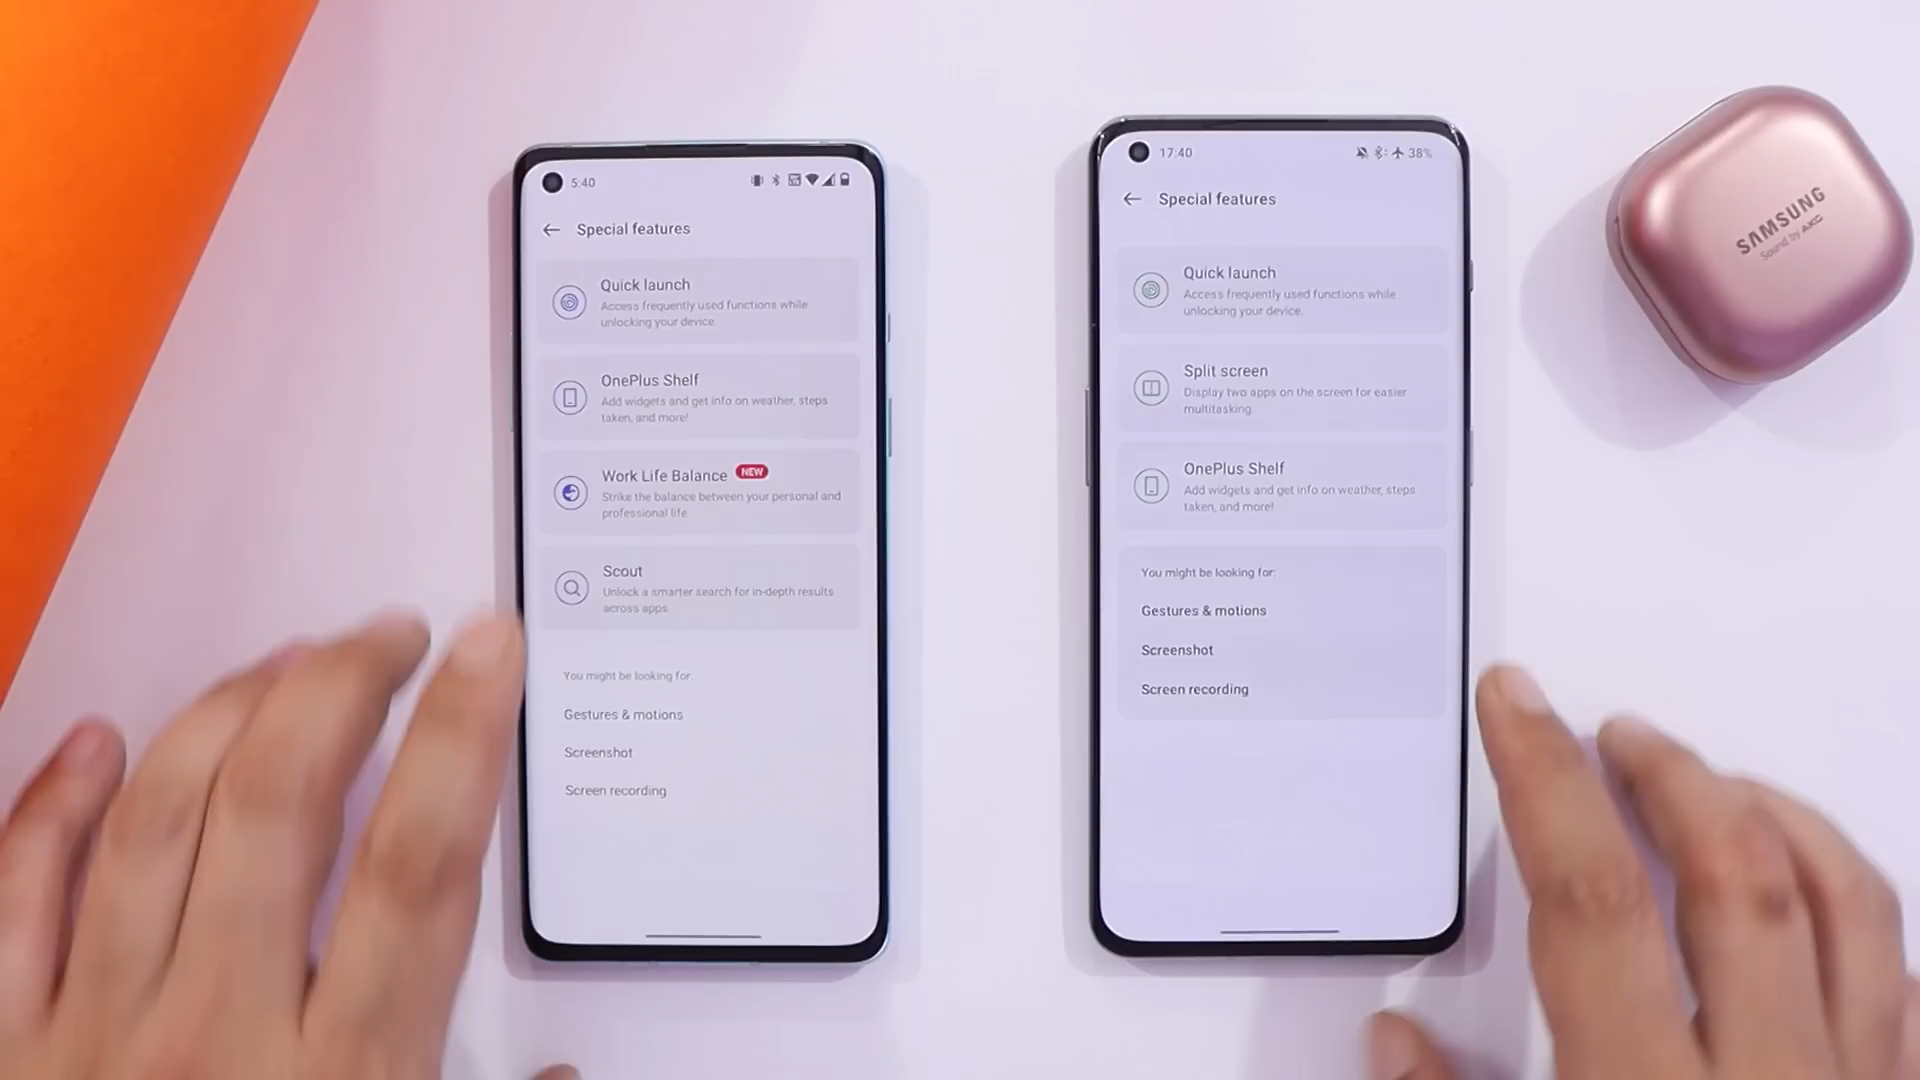 5:40
Special features
Quick launch
Access frequently used functions while
unlocking your device.
OnePlus Shelf
Add widgets and get info on weather, steps
taken, and more!
Work Life Balance NEW
Strike the balance between your personal and
professional life
Scout
Unlock a smarter search for in-depth results
across apps.
You might be looking for:
Gestures & motions
Screenshot
Screen recording
17:40
38%
Special features
Quick launch
Access frequently used functions while
unlocking your device.
Split screen
Display two apps on the screen for easier
multitasking.
OnePlus Shelf
Add widgets and get info on weather, steps
taken, and more!
You might be looking for:
Gestures & motions
Screenshot
Screen recording
SAMSUNG
Sound by AKG